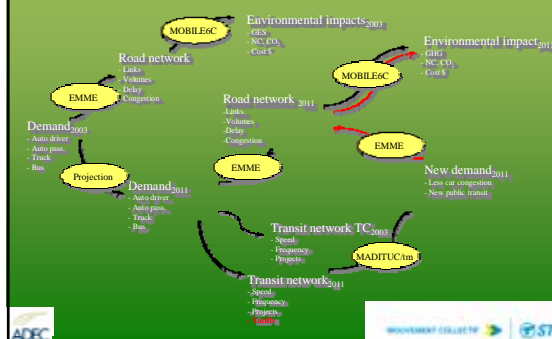 MOBILE6C
Environmental impacts2003
- GES
- NC, CO2
- Cost $
Road network
- Links
- Volumes
- Delay
- Congestion
EMME
Demand2003
- Auto driver
- Auto pass.
- Truck
- Bus
Projection
Demand2011
- Auto driver
- Auto pass.
- Truck
- Bus
Environmental impact2011
- GHG
- NC, CO2
- Cost $
MOBILE6C
Road network 2011
-Links
-Volumes
-Delay
-Congestion
EMME
EMME
New demand2011
- Less car congestion
- New public transit
Transit network TC2003
- Speed
- Frequency
- Projects
MADITUC/tm
Transit network2011
- Speed
- Frequency
- Projects
ADEC
MOUVEMENT COLLECTIF